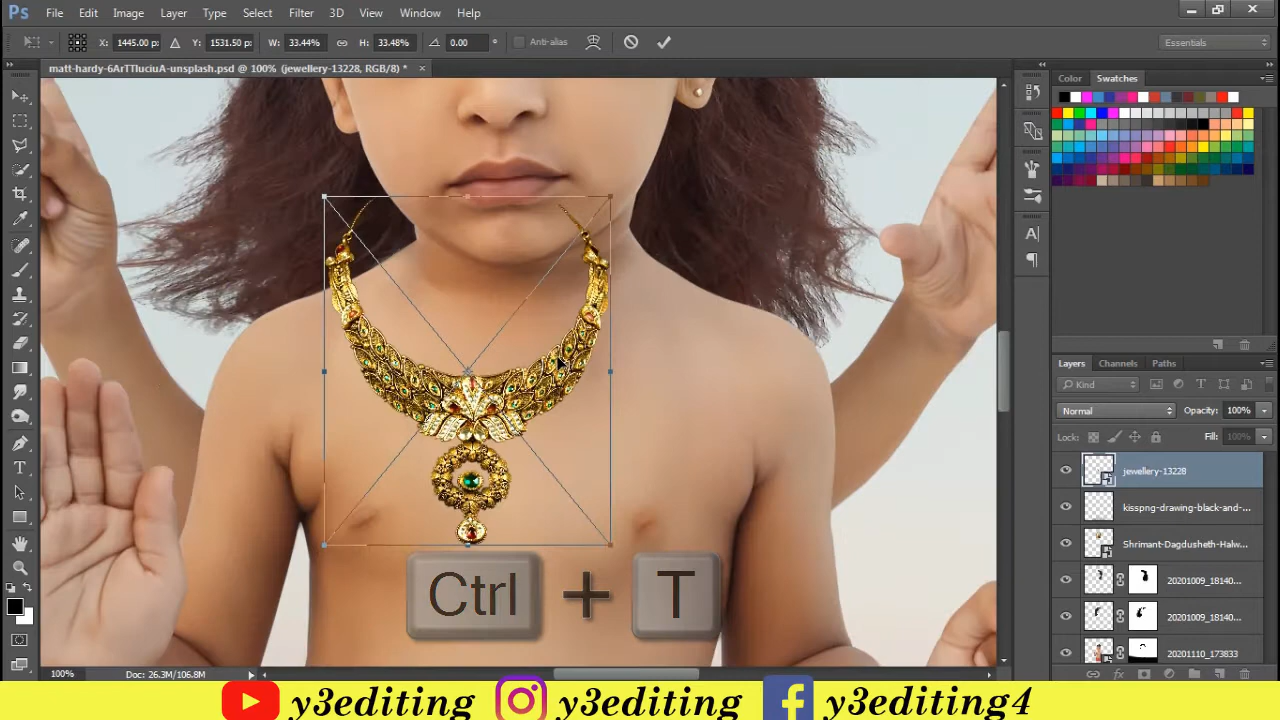 Ps File Edit Image Layer Type Select Filter 3D View Window Help
X: 1445.00 p: Y: 1531.50 p: W: 33.44% H: 33.48% 0.00 ° Anti-alias Essentials
matt-hardy-6ArTTluciuA-unsplash.psd @ 100% (jewellery-13228, RGB/8) * ×
Color Swatches
Layers Channels Paths
Kind
Normal Opacity: 100%
Lock: Fill: 100%
jewellery-13228
kisspng-drawing-black-and-...
Shrimant-Dagdusheth-Halw...
20201009_18140...
20201009_18140...
20201110_173833
Ctrl + T
100% Doc: 26.3M/106.8M
y3editing y3editing y3editing4